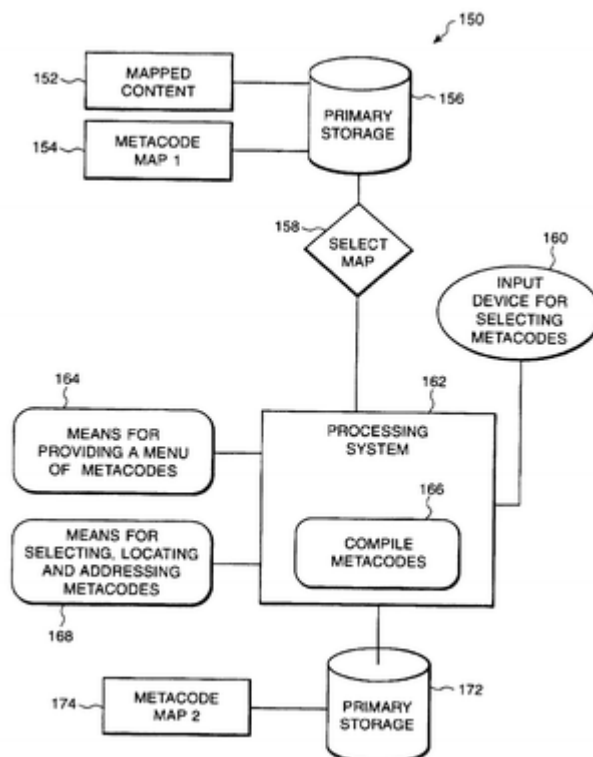 150
152
MAPPED
CONTENT
156
PRIMARY
STORAGE
154
METACODE
MAP 1
158
SELECT
MAP
160
INPUT
DEVICE FOR
SELECTING
METACODES
164
MEANS FOR
PROVIDING A MENU
OF METACODES
162
PROCESSING
SYSTEM
166
COMPILE
METACODES
MEANS FOR
SELECTING, LOCATING
AND ADDRESSING
METACODES
168
174
METACODE
MAP 2
PRIMARY
STORAGE
172